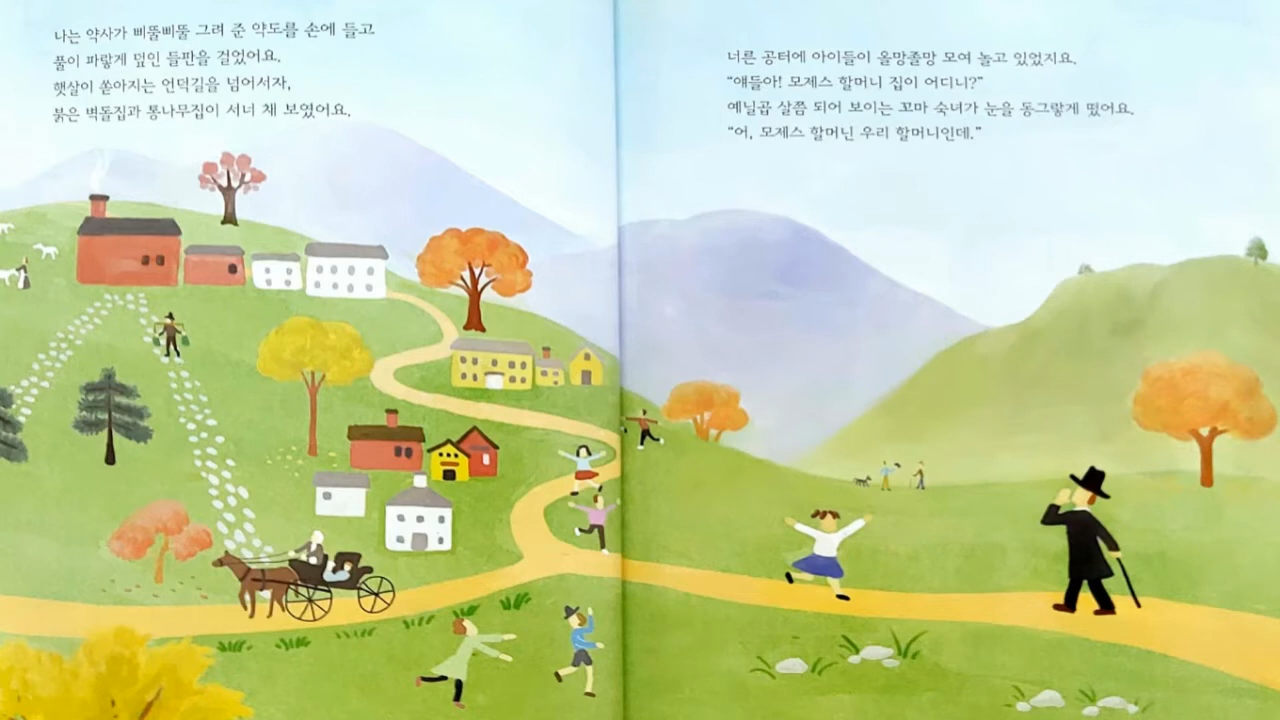 나는 약사가 삐뚤삐뚤 그려 준 약도를 손에 들고
풀이 파랗게 덮인 들판을 걸었어요.
햇살이 쏟아지는 언덕길을 넘어서자,
붉은 벽돌집과 통나무집이 서너 채 보였어요.
너른 공터에 아이들이 올망졸망 모여 놀고 있었지요.
“얘들아! 모제스 할머니 집이 어디니?”
예닐곱 살쯤 되어 보이는 꼬마 숙녀가 눈을 동그랗게 떴어요.
“어, 모제스 할머닌 우리 할머니인데.”